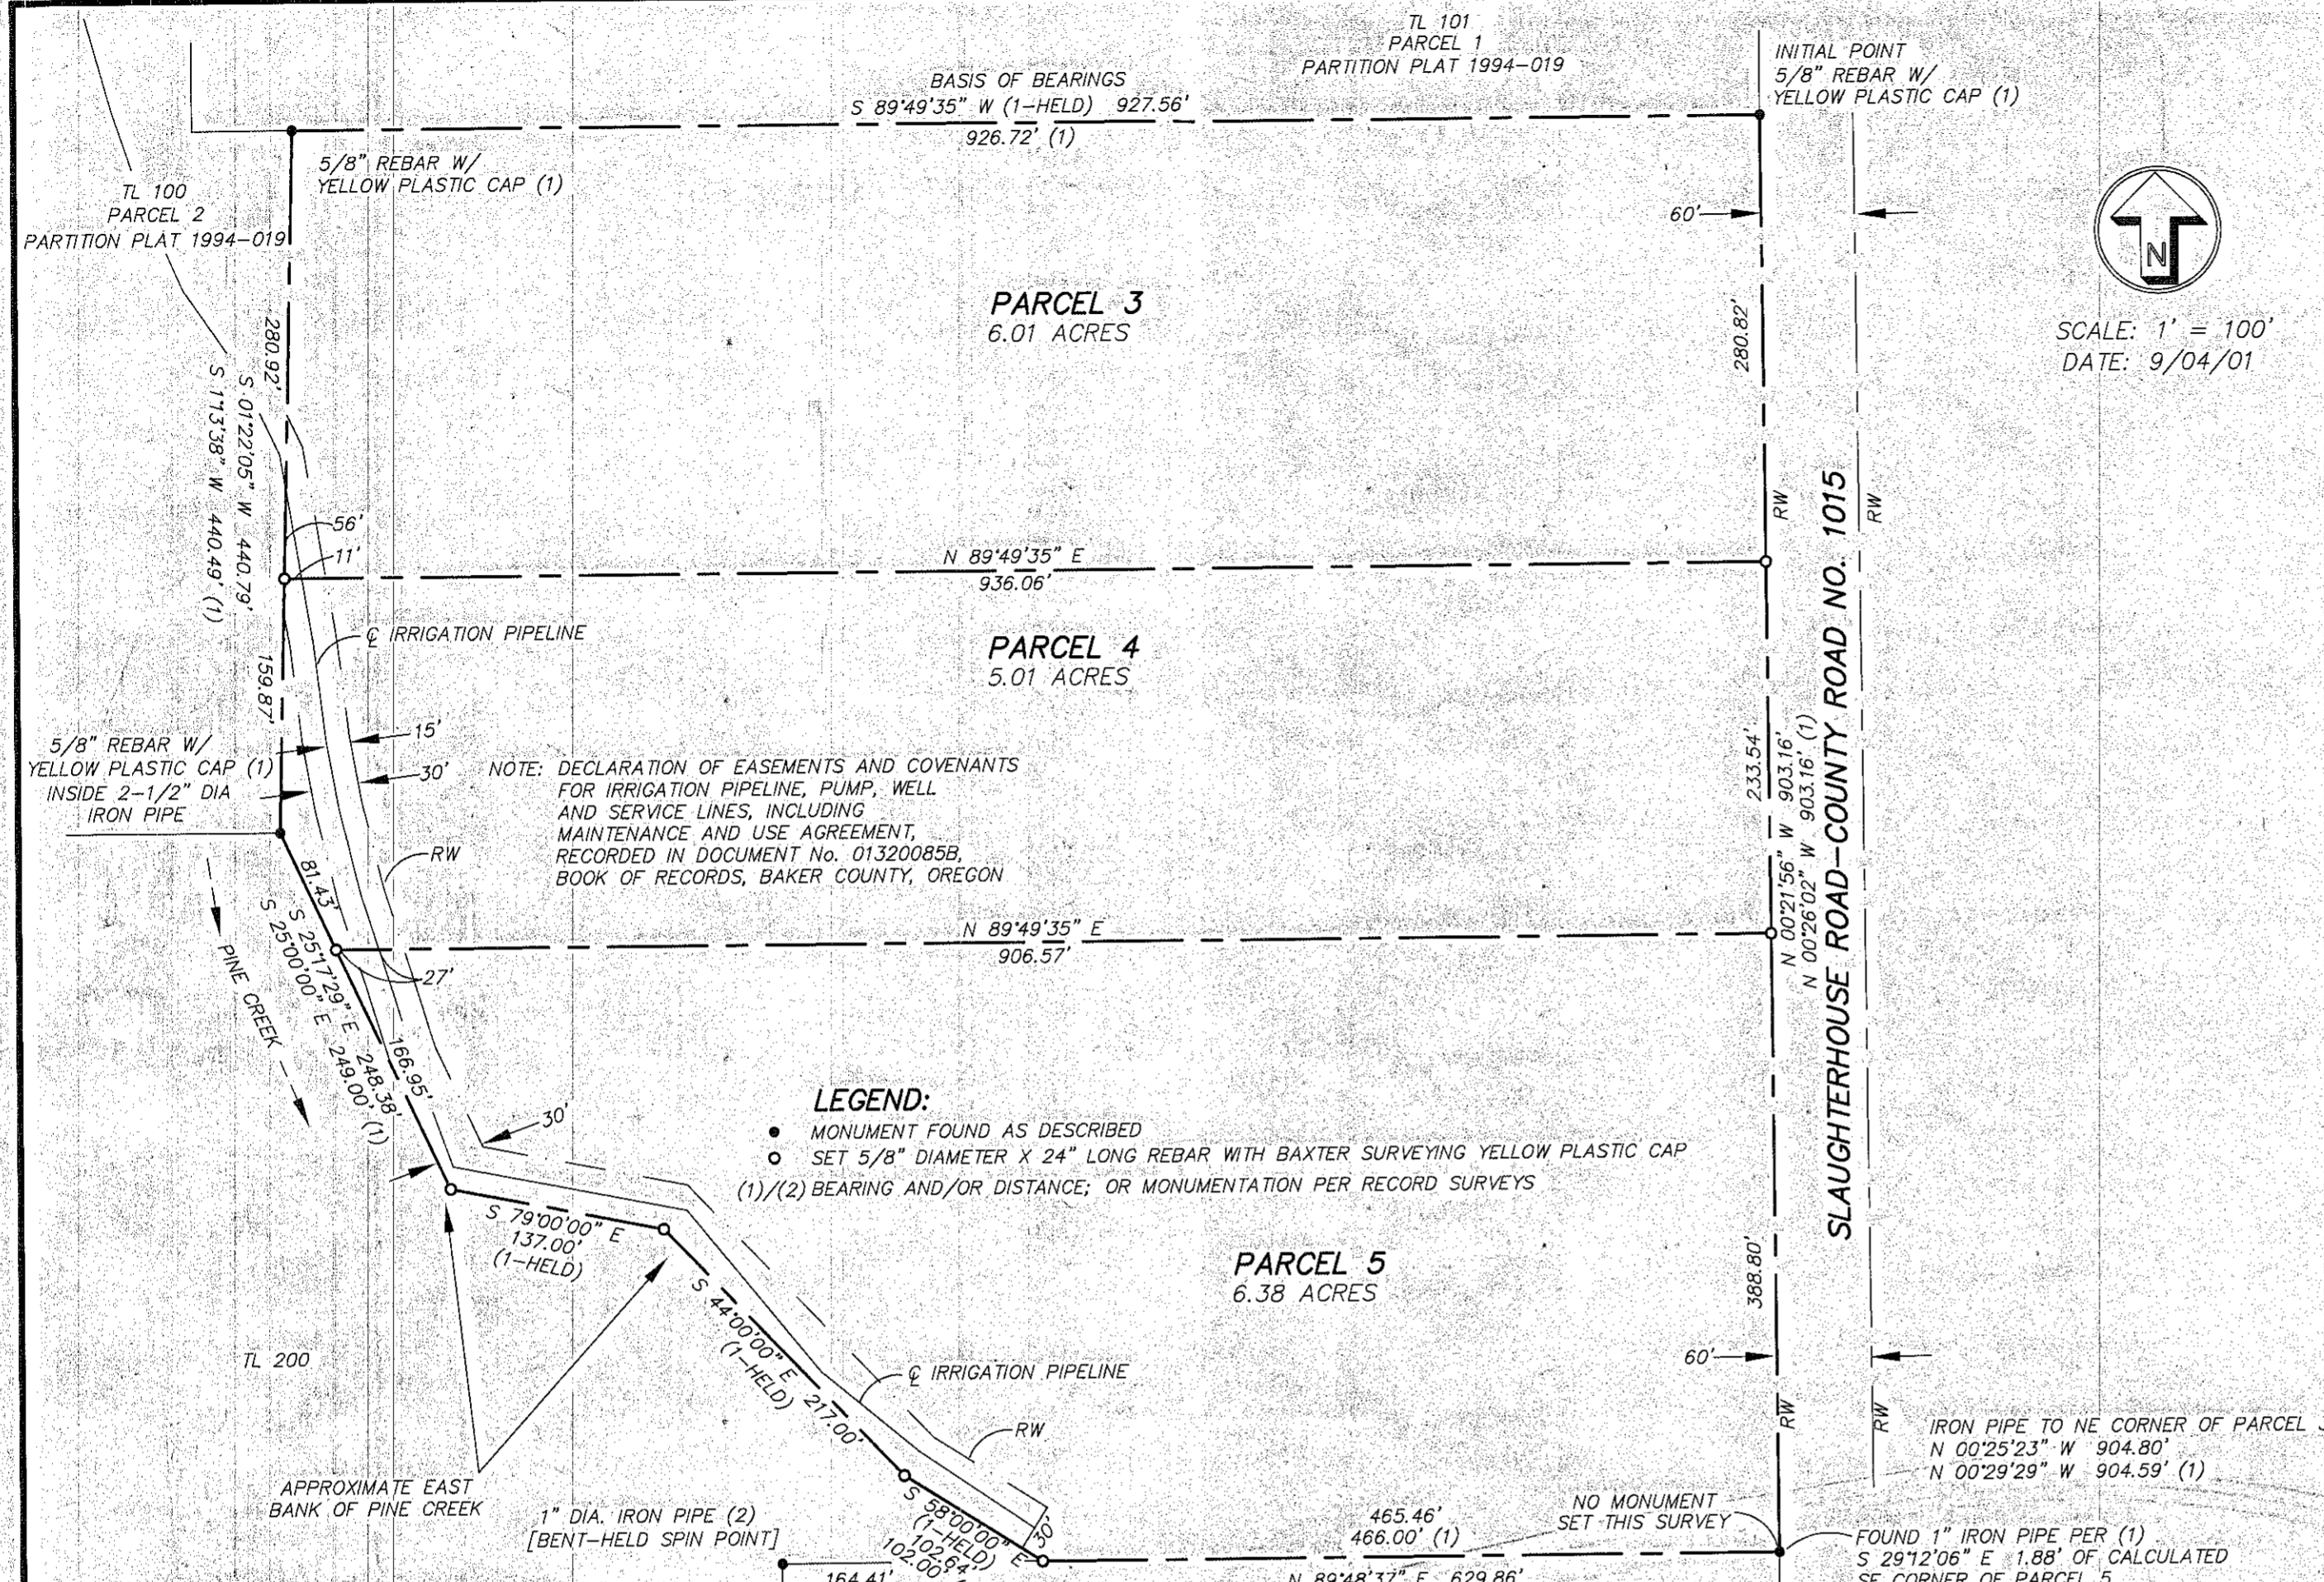 TL 101
PARCEL 1
PARTITION PLAT 1994-019
INITIAL POINT
5/8" REBAR W/
YELLOW PLASTIC CAP (1)
BASIS OF BEARINGS
S 89°49'35" W (1-HELD) 927.56'
926.72' (1)
5/8" REBAR W/
YELLOW PLASTIC CAP (1)
TL 100
PARCEL 2
PARTITION PLAT 1994-019
60'
N
SCALE: 1' = 100'
DATE: 9/04/01
PARCEL 3
6.01 ACRES
280.92'
280.82'
S 01°22'05" W 440.79'
S 1°13'38" W 440.49' (1)
56'
11'
RW
RW
N 89°49'35" E
936.06'
℄ IRRIGATION PIPELINE
PARCEL 4
5.01 ACRES
159.87'
5/8" REBAR W/
YELLOW PLASTIC CAP (1)
INSIDE 2-1/2" DIA
IRON PIPE
15'
30'
NOTE: DECLARATION OF EASEMENTS AND COVENANTS
FOR IRRIGATION PIPELINE, PUMP, WELL
AND SERVICE LINES, INCLUDING
MAINTENANCE AND USE AGREEMENT,
RECORDED IN DOCUMENT No. 01320085B,
BOOK OF RECORDS, BAKER COUNTY, OREGON
RW
233.54'
N 00°21'56" W 903.16'
N 00°26'02" W 903.16' (1)
SLAUGHTERHOUSE ROAD-COUNTY ROAD NO. 1015
81.43'
S 25°17'29" E 248.38'
S 25°00'00" E 249.00' (1)
PINE CREEK
N 89°49'35" E
906.57'
27'
166.95'
30'
LEGEND:
MONUMENT FOUND AS DESCRIBED
SET 5/8" DIAMETER X 24" LONG REBAR WITH BAXTER SURVEYING YELLOW PLASTIC CAP
(1)/(2) BEARING AND/OR DISTANCE; OR MONUMENTATION PER RECORD SURVEYS
S 79°00'00" E
137.00'
(1-HELD)
PARCEL 5
6.38 ACRES
388.80'
S 44°00'00" E 217.00'
(1-HELD)
TL 200
60'
℄ IRRIGATION PIPELINE
RW
RW
RW
IRON PIPE TO NE CORNER OF PARCEL
N 00°25'23" W 904.80'
N 00°29'29" W 904.59' (1)
APPROXIMATE EAST
BANK OF PINE CREEK
1" DIA. IRON PIPE (2)
[BENT-HELD SPIN POINT]
S 58°00'00" E
(1-HELD)
102.64'
102.00'
30'
465.46'
466.00' (1)
NO MONUMENT
SET THIS SURVEY
FOUND 1" IRON PIPE PER (1)
S 29°12'06" E 1.88' OF CALCULATED
SE CORNER OF PARCEL 5
164.41'
N 89°48'37" E 629.86'